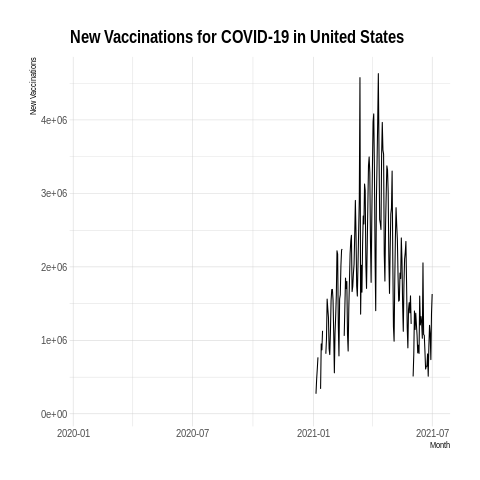 New Vaccinations for COVID-19 in United States
New Vaccinations
4e+06
3e+06
2e+06
1e+06
0e+00
2020-01
2020-07
2021-01
2021-07
Month